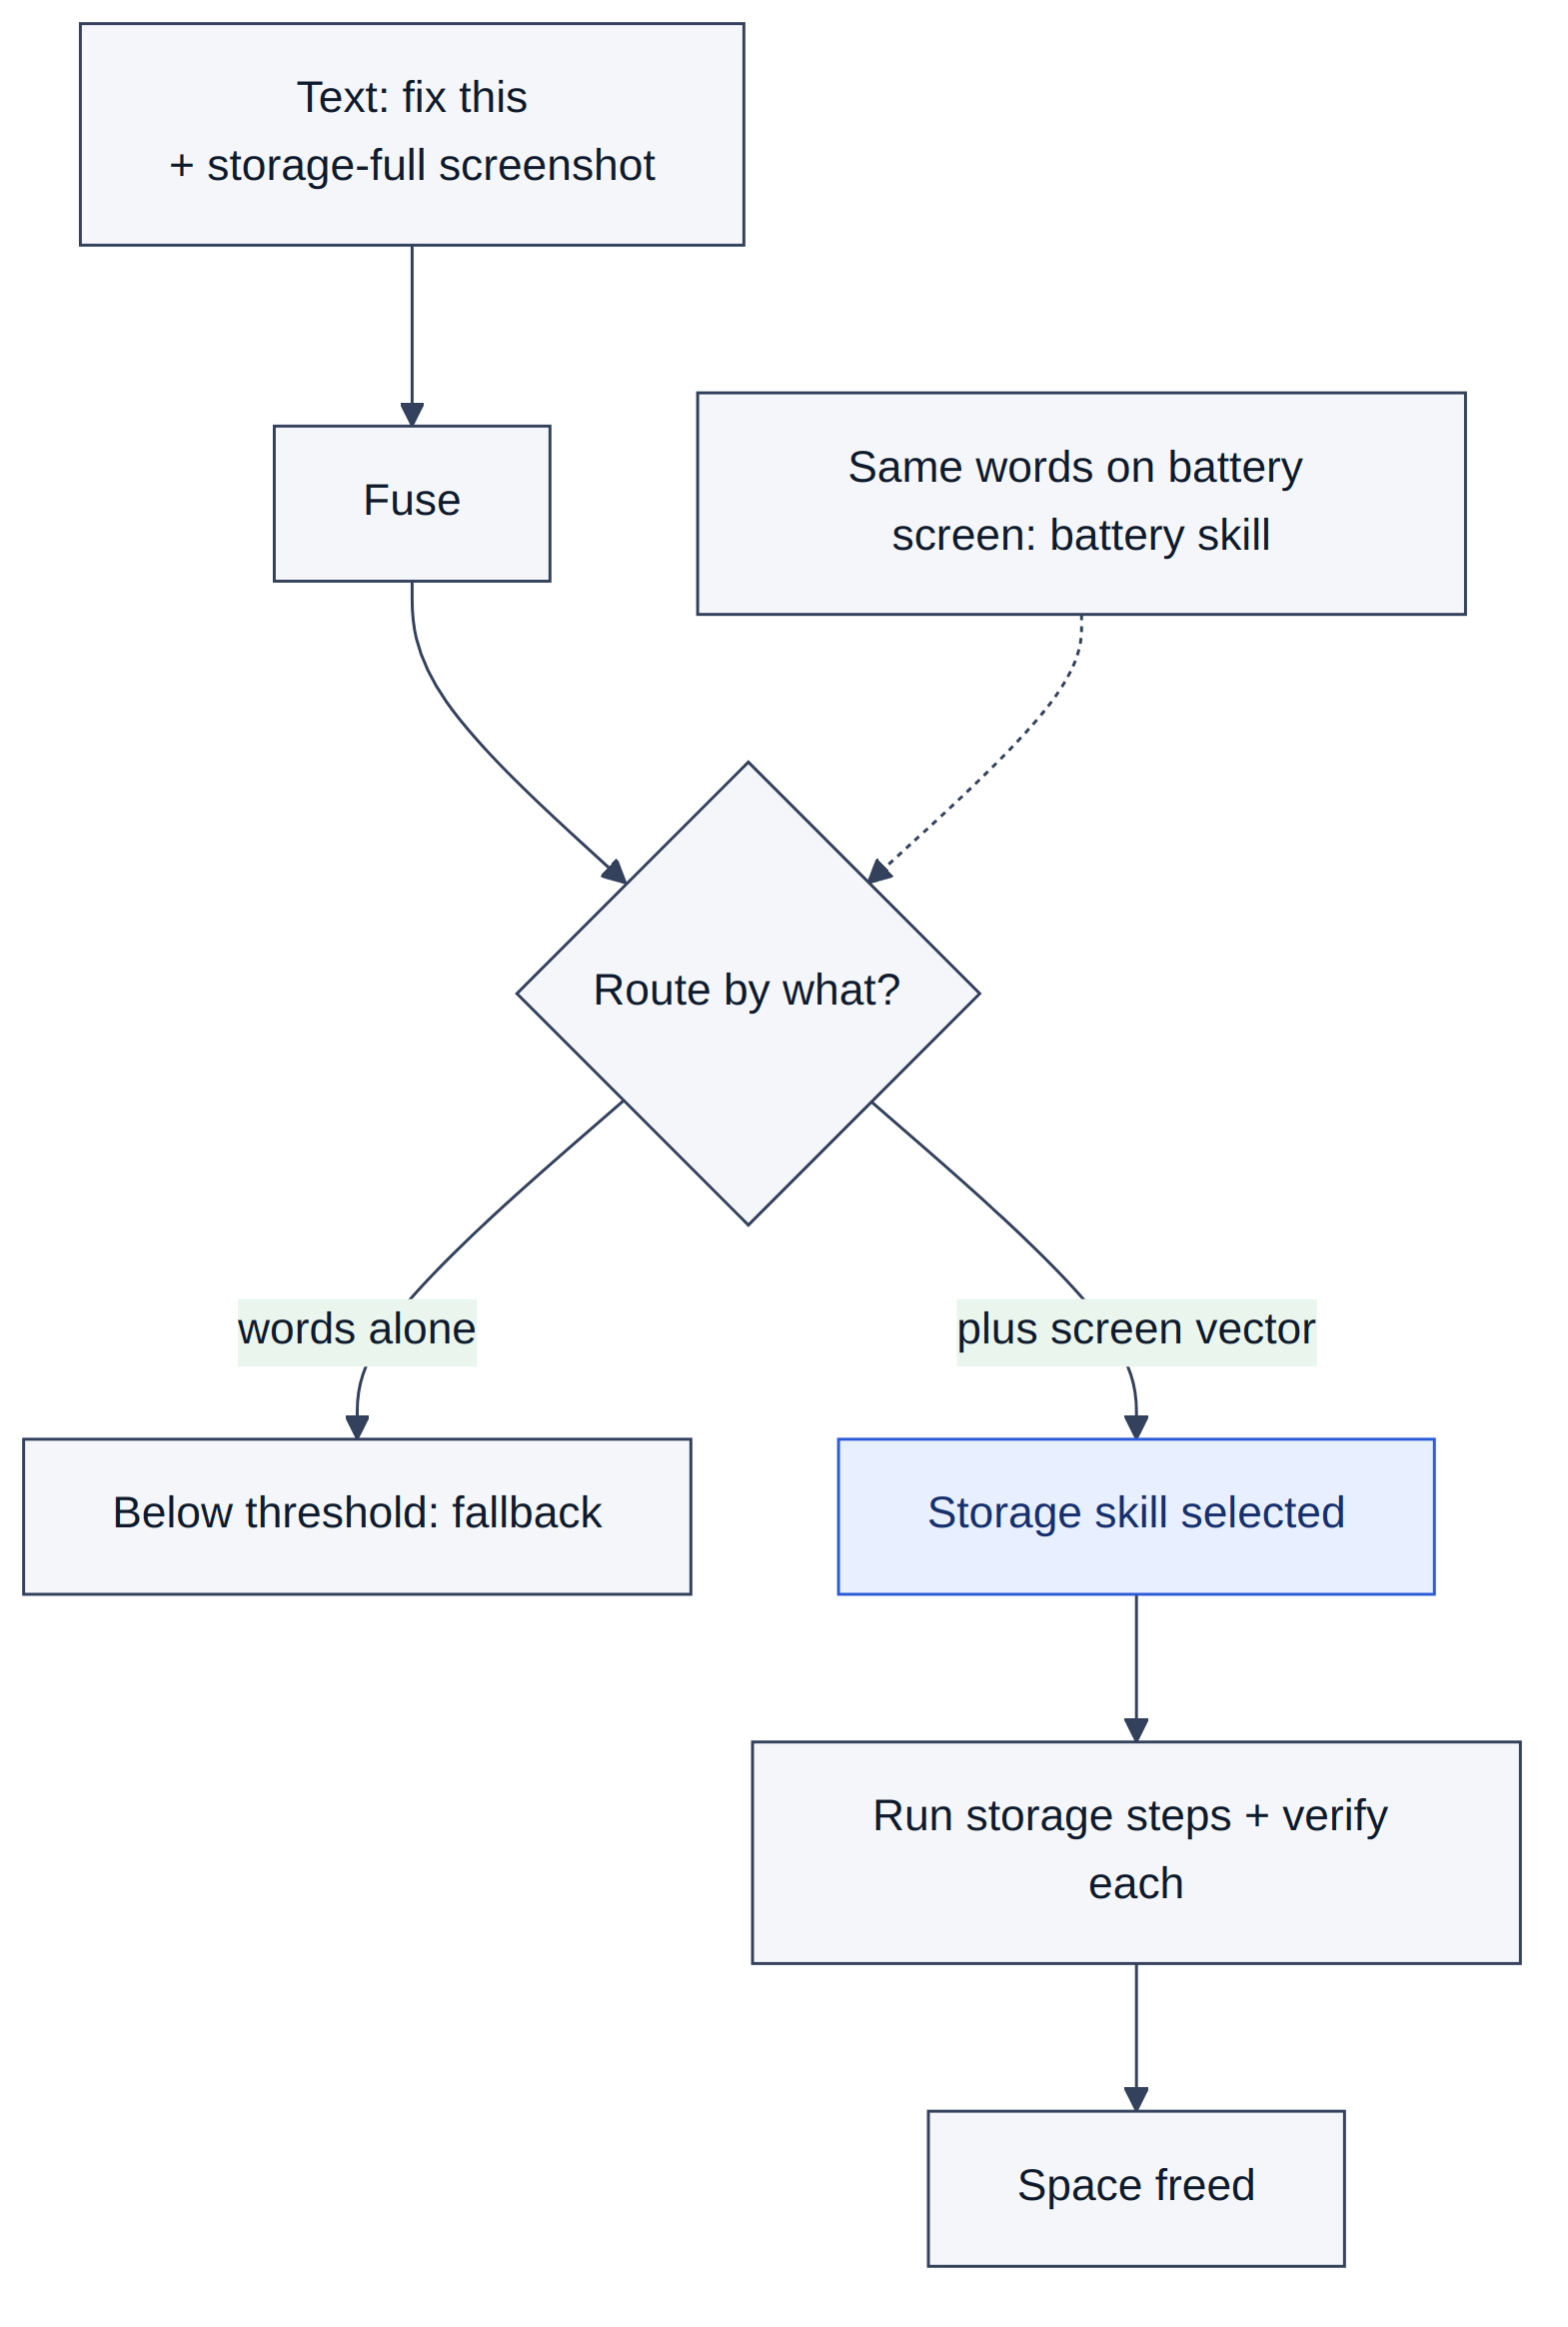 Text: fix this
+ storage-full screenshot
Fuse
Same words on battery
screen: battery skill
Route by what?
words alone
plus screen vector
Below threshold: fallback
Storage skill selected
Run storage steps + verify
each
Space freed